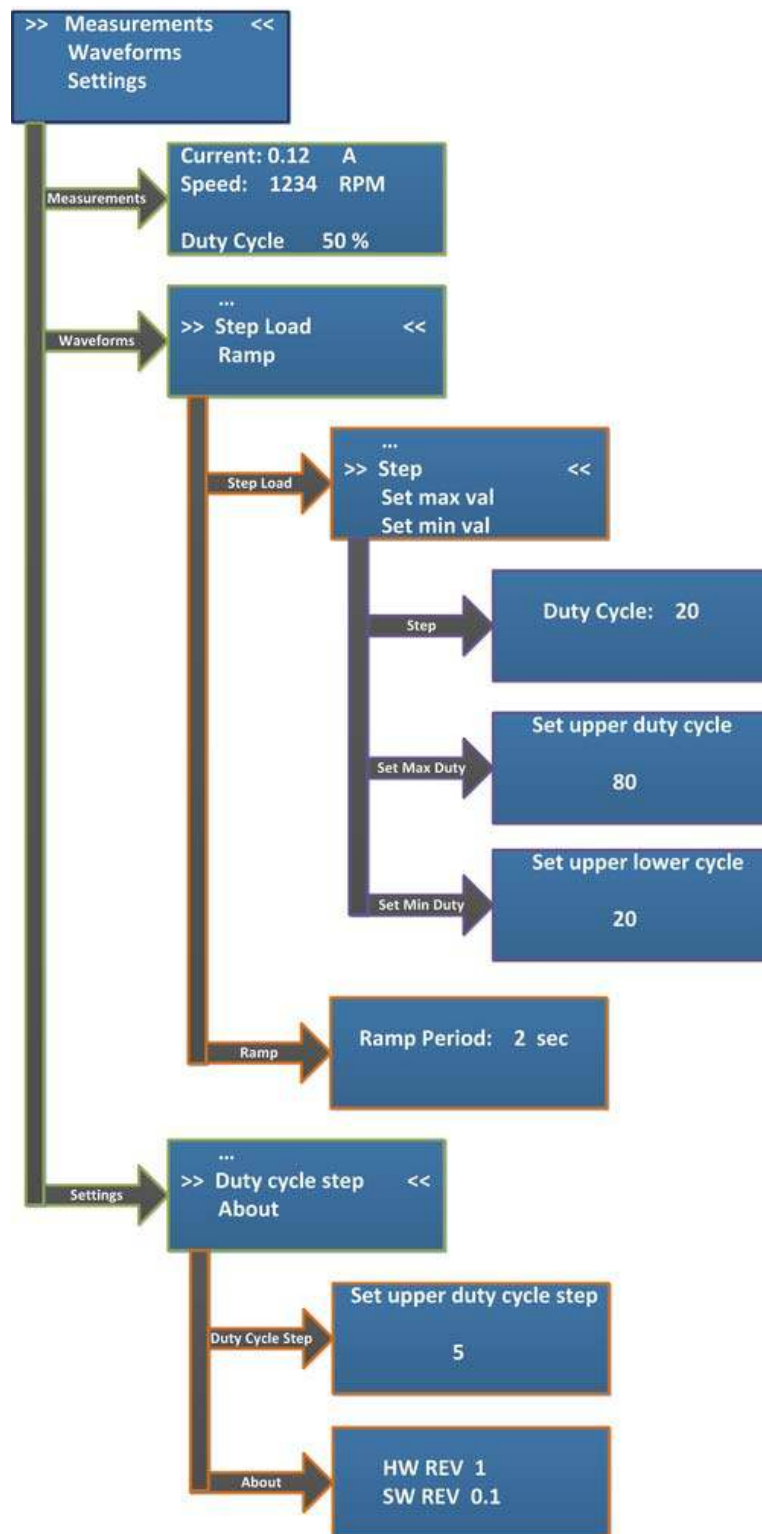 >> Measurements <<
Waveforms
Settings
Measurements
Current: 0.12 A
Speed: 1234 RPM
Duty Cycle 50 %
Waveforms
...
>> Step Load <<
Ramp
Step Load
...
>> Step <<
Set max val
Set min val
Step
Duty Cycle: 20
Set Max Duty
Set upper duty cycle
80
Set Min Duty
Set upper lower cycle
20
Ramp
Ramp Period: 2 sec
Settings
...
>> Duty cycle step <<
About
Duty Cycle Step
Set upper duty cycle step
5
About
HW REV 1
SW REV 0.1